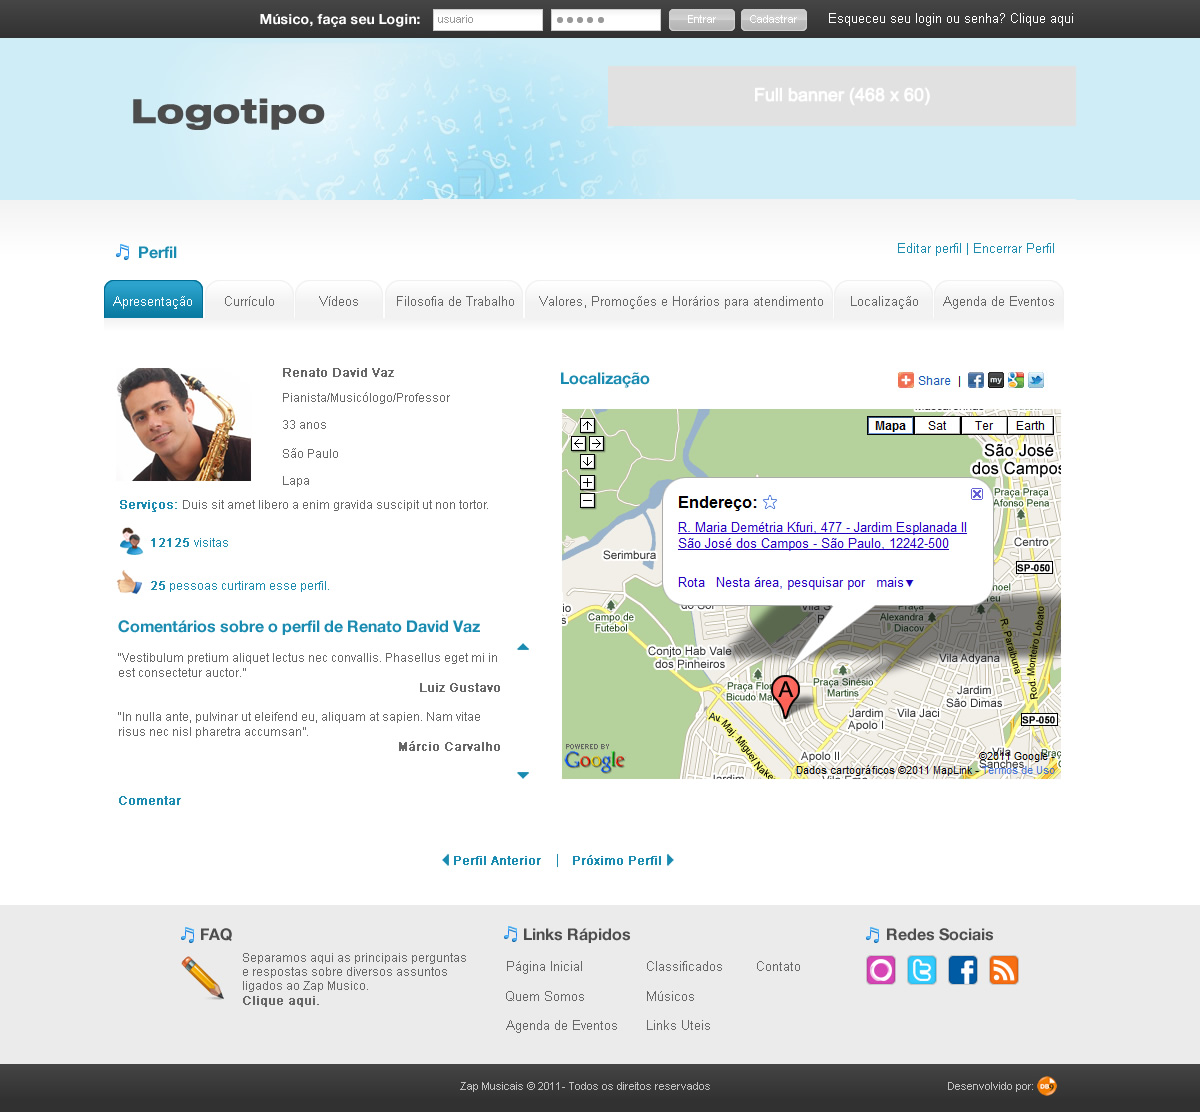 Músico, faça seu Login: usuario Entrar Cadastrar Esqueceu seu login ou senha? Clique aqui
Logotipo
Full banner (468 x 60)
Perfil
Editar perfil | Encerrar Perfil
Apresentação Currículo Vídeos Filosofia de Trabalho Valores, Promoções e Horários para atendimento Localização Agenda de Eventos
Renato David Vaz
Pianista/Musicólogo/Professor
33 anos
São Paulo
Lapa
Serviços: Duis sit amet libero a enim gravida suscipit ut non tortor.
12125 visitas
25 pessoas curtiram esse perfil.
Comentários sobre o perfil de Renato David Vaz
"Vestibulum pretium aliquet lectus nec convallis. Phasellus eget mi in
est consectetur auctor."
Luiz Gustavo
"In nulla ante, pulvinar ut eleifend eu, aliquam at sapien. Nam vitae
risus nec nisl pharetra accumsan".
Márcio Carvalho
Comentar
Localização
Share |
my
Mapa Sat Ter Earth
São José
dos Campos
Praça Praça
Afonso Pena
Centro
SP-050
Serimbura
Endereço:
R. Maria Demétria Kfuri, 477 - Jardim Esplanada II
São José dos Campos - São Paulo, 12242-500
Rota Nesta área, pesquisar por mais
Campo de
Futebol
Alexandra
Diacov
Conjto Hab Vale
dos Pinheiros
Vila Adyana
R. Paraibuna
Rod. Monteiro Lobato
Praça Sinésio
Martins
A
Jardim
São Dimas
Jardim
Apolo I
Vila Jaci
SP-050
Apolo II
Vila
Sanches
POWERED BY
Google
©2011 Google -
Dados cartográficos ©2011 MapLink - Termos de Uso
Perfil Anterior | Próximo Perfil
FAQ
Separamos aqui as principais perguntas
e respostas sobre diversos assuntos
ligados ao Zap Musico.
Clique aqui.
Links Rápidos
Página Inicial Classificados Contato
Quem Somos Músicos
Agenda de Eventos Links Uteis
Redes Sociais
Zap Musicais © 2011- Todos os direitos reservados
Desenvolvido por: